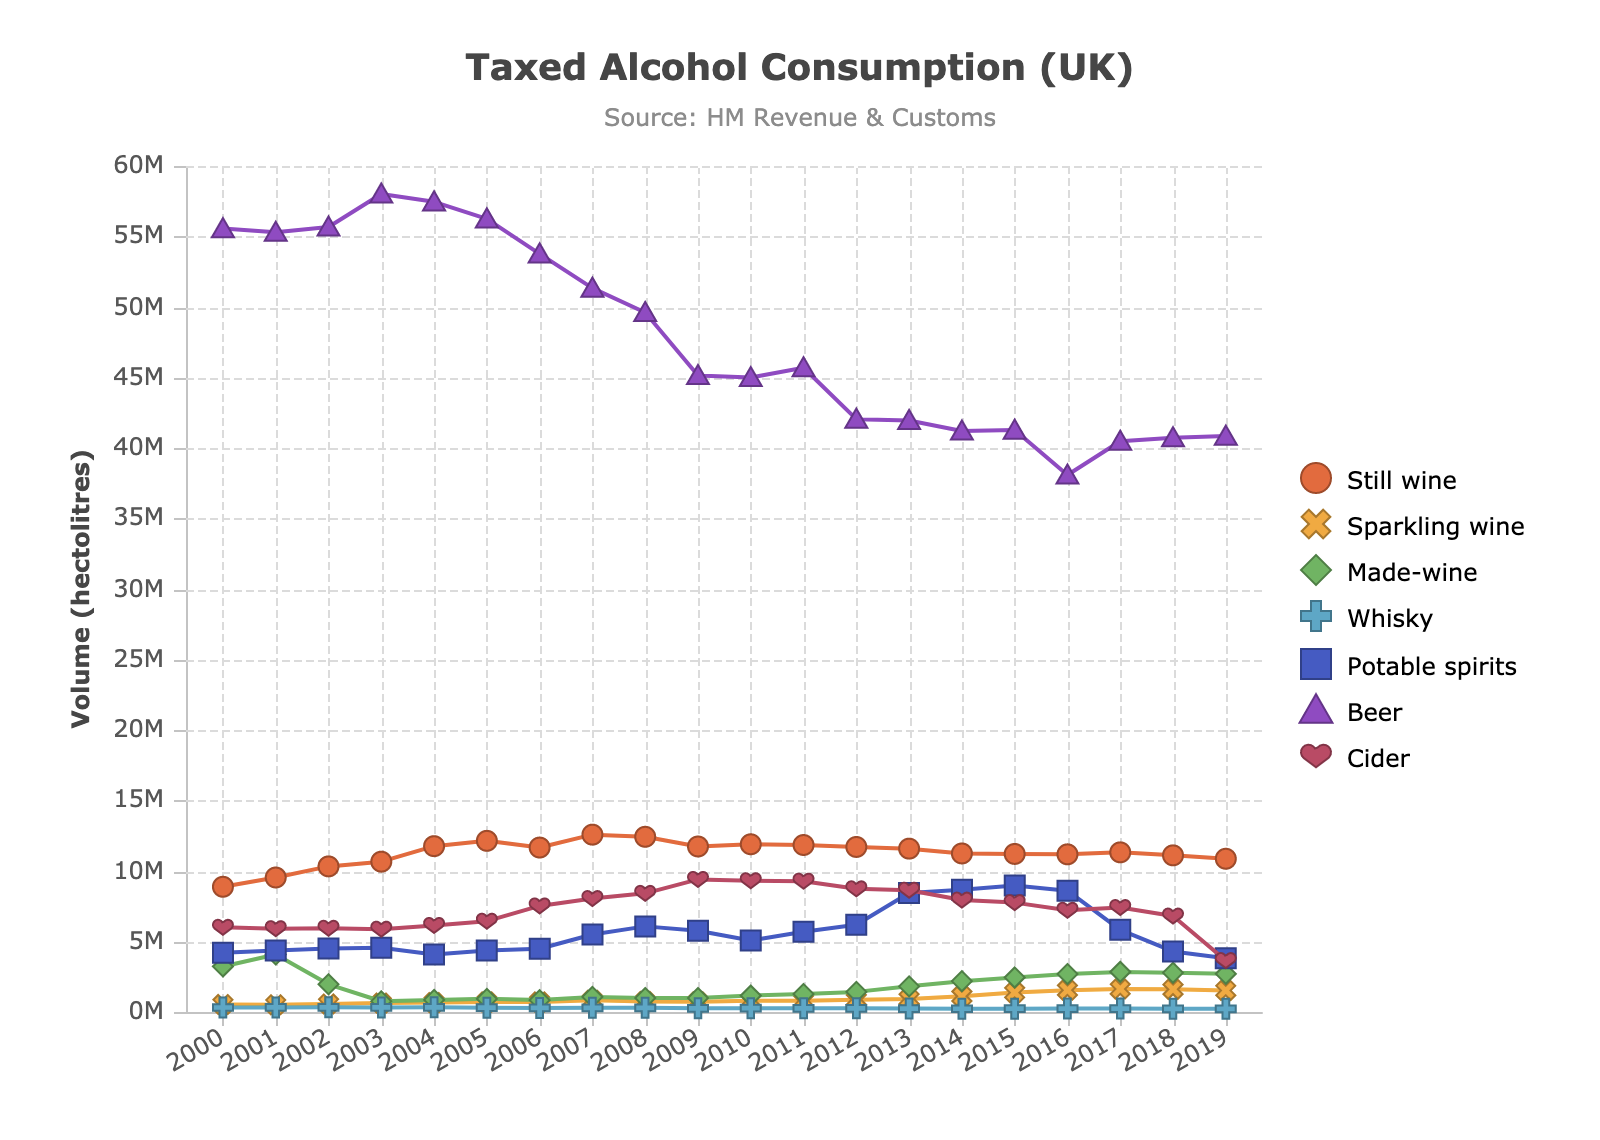 Taxed Alcohol Consumption (UK)
Source: HM Revenue & Customs
Volume (hectolitres)
60M
55M
50M
45M
40M
35M
30M
25M
20M
15M
10M
5M
0M
2000
2001
2002
2003
2004
2005
2006
2007
2008
2009
2010
2011
2012
2013
2014
2015
2016
2017
2018
2019
Still wine
Sparkling wine
Made-wine
Whisky
Potable spirits
Beer
Cider